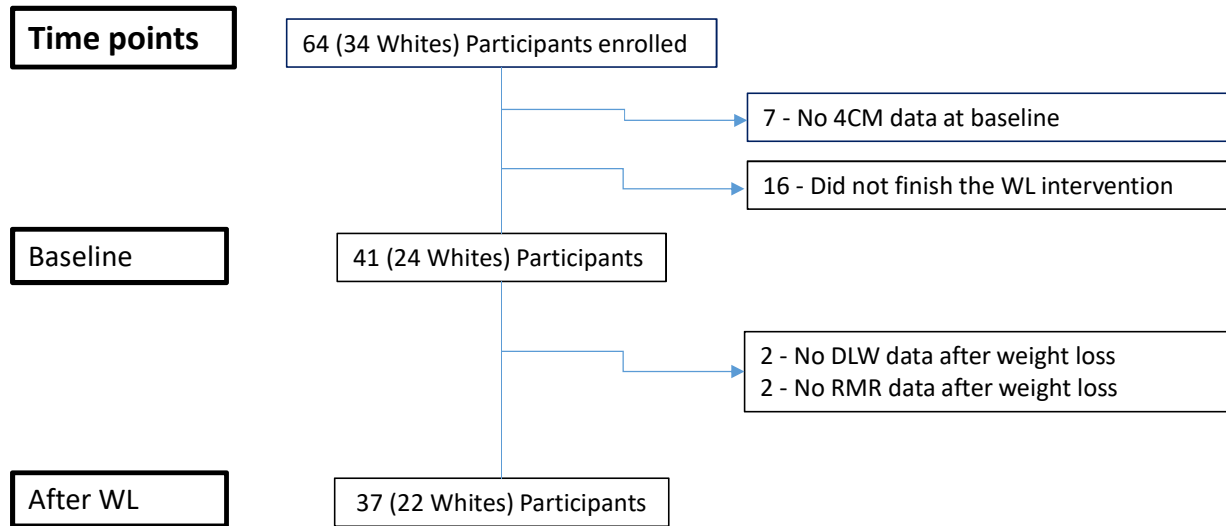 Time points
64 (34 Whites) Participants enrolled
7 - No 4CM data at baseline
16 - Did not finish the WL intervention
Baseline
41 (24 Whites) Participants
2 - No DLW data after weight loss
2 - No RMR data after weight loss
After WL
37 (22 Whites) Participants